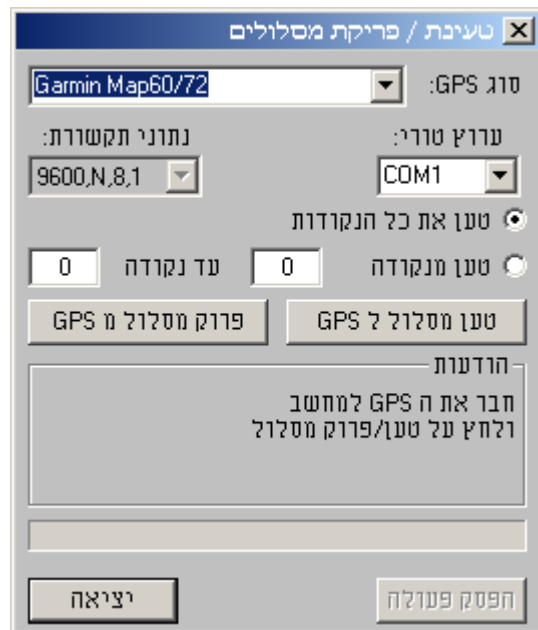 טעינת / פריקת מסלולים
סוג GPS: Garmin Map60/72
ערוץ טורי: נתוני תקשורת:
COM1 9600,N,8,1
טען את כל הנקודות
טען מנקודה 0 עד נקודה 0
טען מסלול ל GPS פרוק מסלול מ GPS
הודעות
חבר את ה GPS למחשב
ולחץ על טען/פרוק מסלול
הפסק פעולה יציאה